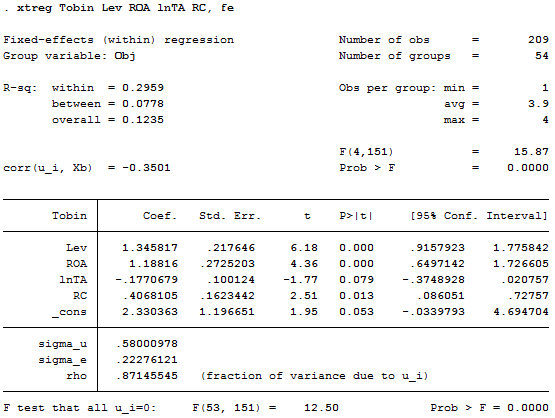 . xtreg Tobin Lev ROA lnTA RC, fe
Fixed-effects (within) regression Number of obs = 209
Group variable: Obj Number of groups = 54
R-sq: within = 0.2959 Obs per group: min = 1
between = 0.0778 avg = 3.9
overall = 0.1235 max = 4
F(4,151) = 15.87
corr(u_i, Xb) = -0.3501 Prob > F = 0.0000
Tobin Coef. Std. Err. t P>|t| [95% Conf. Interval]
Lev 1.345817 .217646 6.18 0.000 .9157923 1.775842
ROA 1.18816 .2725203 4.36 0.000 .6497142 1.726605
lnTA -.1770679 .100124 -1.77 0.079 -.3748928 .020757
RC .4068105 .1623442 2.51 0.013 .086051 .72757
_cons 2.330363 1.196651 1.95 0.053 -.0339793 4.694704
sigma_u .58000978
sigma_e .22276121
rho .87145545 (fraction of variance due to u_i)
F test that all u_i=0: F(53, 151) = 12.50 Prob > F = 0.0000